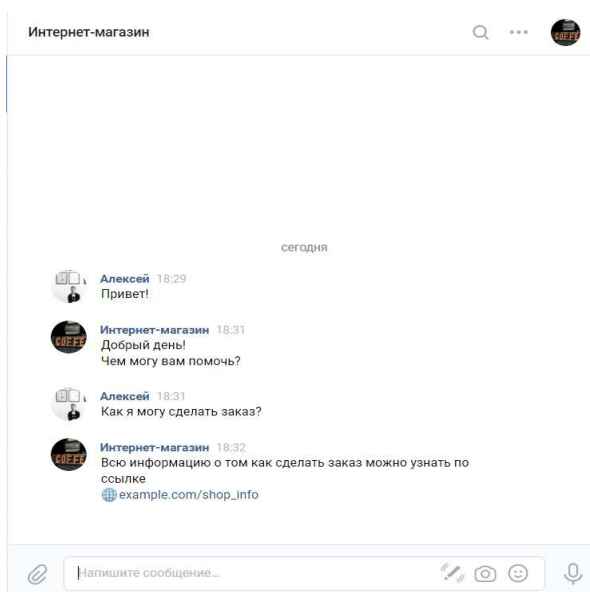 Интернет-магазин
сегодня
Алексей 18:29
Привет!
Интернет-магазин 18:31
Добрый день!
Чем могу вам помочь?
Алексей 18:31
Как я могу сделать заказ?
Интернет-магазин 18:32
Всю информацию о том как сделать заказ можно узнать по
ссылке
example.com/shop_info
Напишите сообщение...